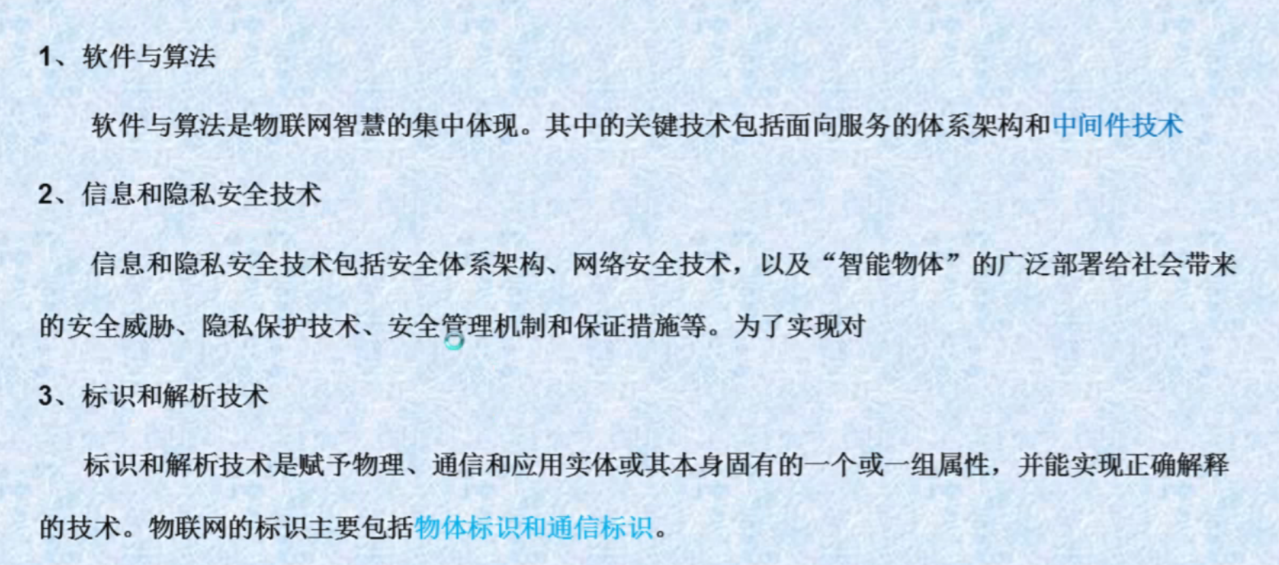 1、软件与算法
软件与算法是物联网智慧的集中体现。其中的关键技术包括面向服务的体系架构和中间件技术
2、信息和隐私安全技术
信息和隐私安全技术包括安全体系架构、网络安全技术，以及“智能物体”的广泛部署给社会带来
的安全威胁、隐私保护技术、安全管理机制和保证措施等。为了实现对
3、标识和解析技术
标识和解析技术是赋予物理、通信和应用实体或其本身固有的一个或一组属性，并能实现正确解释
的技术。物联网的标识主要包括物体标识和通信标识。